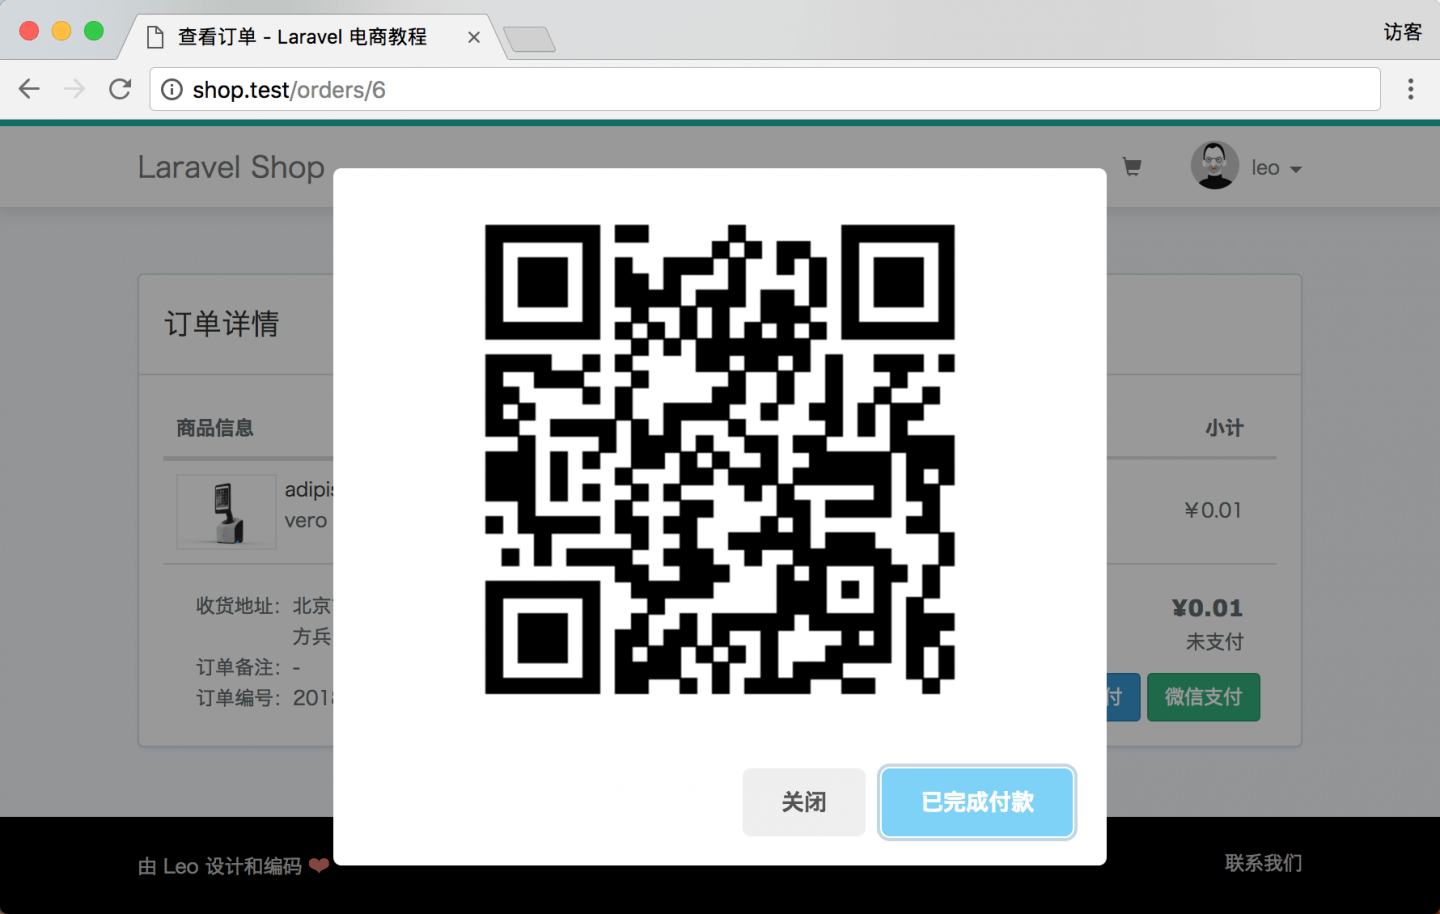 查看订单 - Laravel 电商教程
访客
shop.test/orders/6
Laravel Shop
leo
订单详情
商品信息
小计
adipis
vero
￥0.01
收货地址：北京
方兵
¥0.01
未支付
订单备注：-
订单编号：201
付
微信支付
关闭
已完成付款
由 Leo 设计和编码 ❤
联系我们